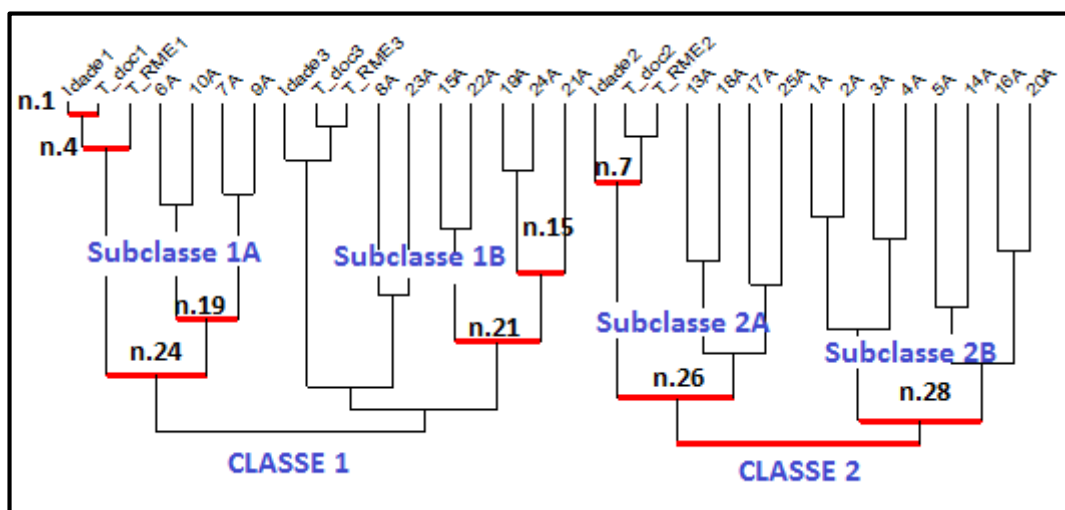 Idade1 T_doc1 T_RME1 6A 10A 7A 9A Idade3 T_doc3 T_RME3 8A 23A 15A 22A 19A 24A 21A Idade2 T_doc2 T_RME2 13A 18A 17A 25A 1A 2A 3A 4A 5A 14A 16A 20A
n.1
n.4
n.7
n.15
Subclasse 1A
Subclasse 1B
n.19
Subclasse 2A
n.21
Subclasse 2B
n.24
n.26
n.28
CLASSE 1
CLASSE 2